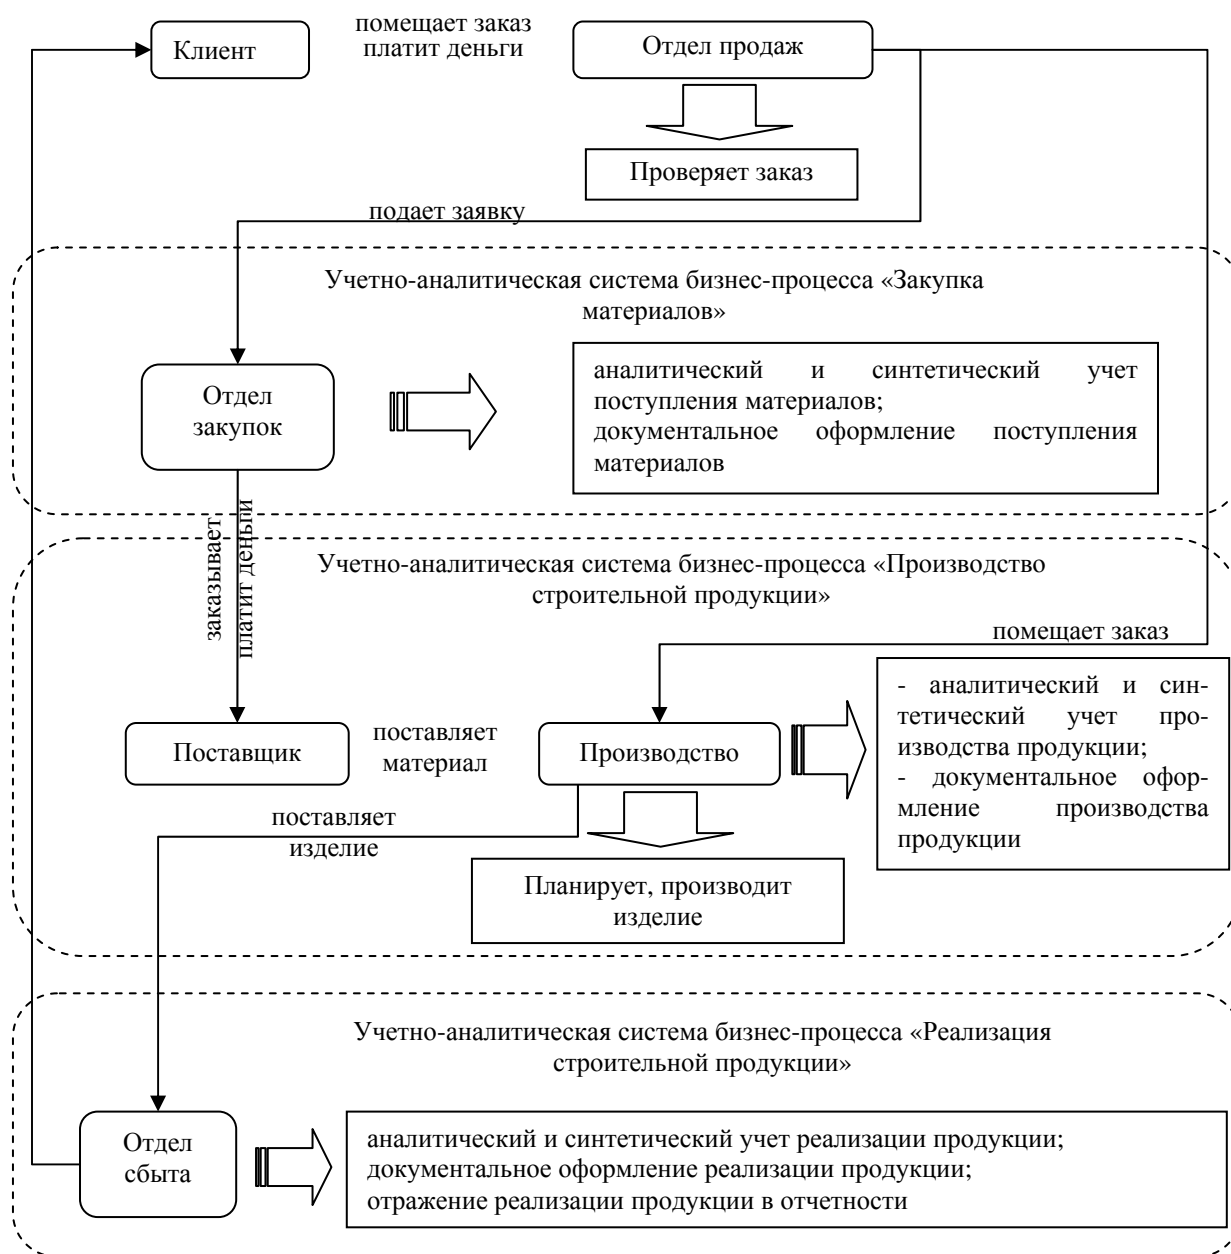 помещает заказ
платит деньги
Клиент
Отдел продаж
Проверяет заказ
подает заявку
Учетно-аналитическая система бизнес-процесса «Закупка
материалов»
Отдел
закупок
аналитический и синтетический учет
поступления материалов;
документальное оформление поступления
материалов
заказывает
платит деньги
Учетно-аналитическая система бизнес-процесса «Производство
строительной продукции»
помещает заказ
Поставщик
поставляет
материал
Производство
- аналитический и син-
тетический учет про-
изводства продукции;
- документальное офор-
мление производства
продукции
поставляет
изделие
Планирует, производит
изделие
Учетно-аналитическая система бизнес-процесса «Реализация
строительной продукции»
Отдел
сбыта
аналитический и синтетический учет реализации продукции;
документальное оформление реализации продукции;
отражение реализации продукции в отчетности